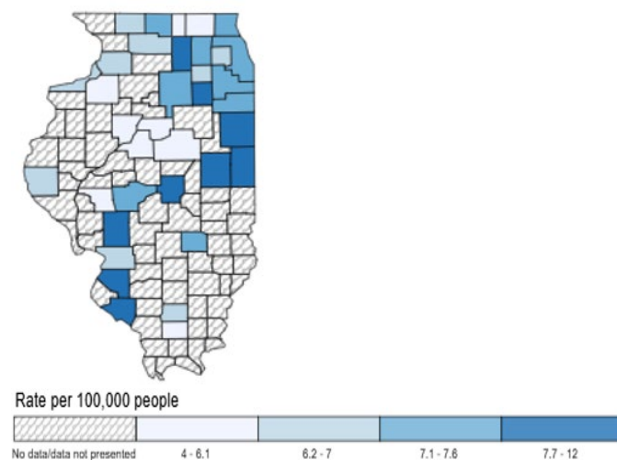 Rate per 100,000 people
No data/data not presented
4 - 6.1
6.2 - 7
7.1 - 7.6
7.7 - 12